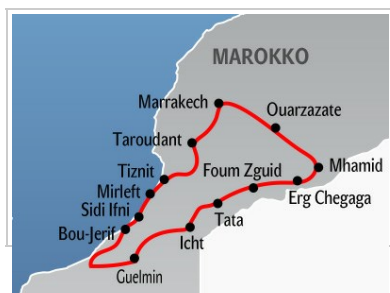 MAROKKO
Marrakech
Ouarzazate
Taroudant
Tiznit
Foum Zguid
Mhamid
Mirleft
Erg Chegaga
Sidi Ifni
Tata
Bou-Jerif
Icht
Guelmin